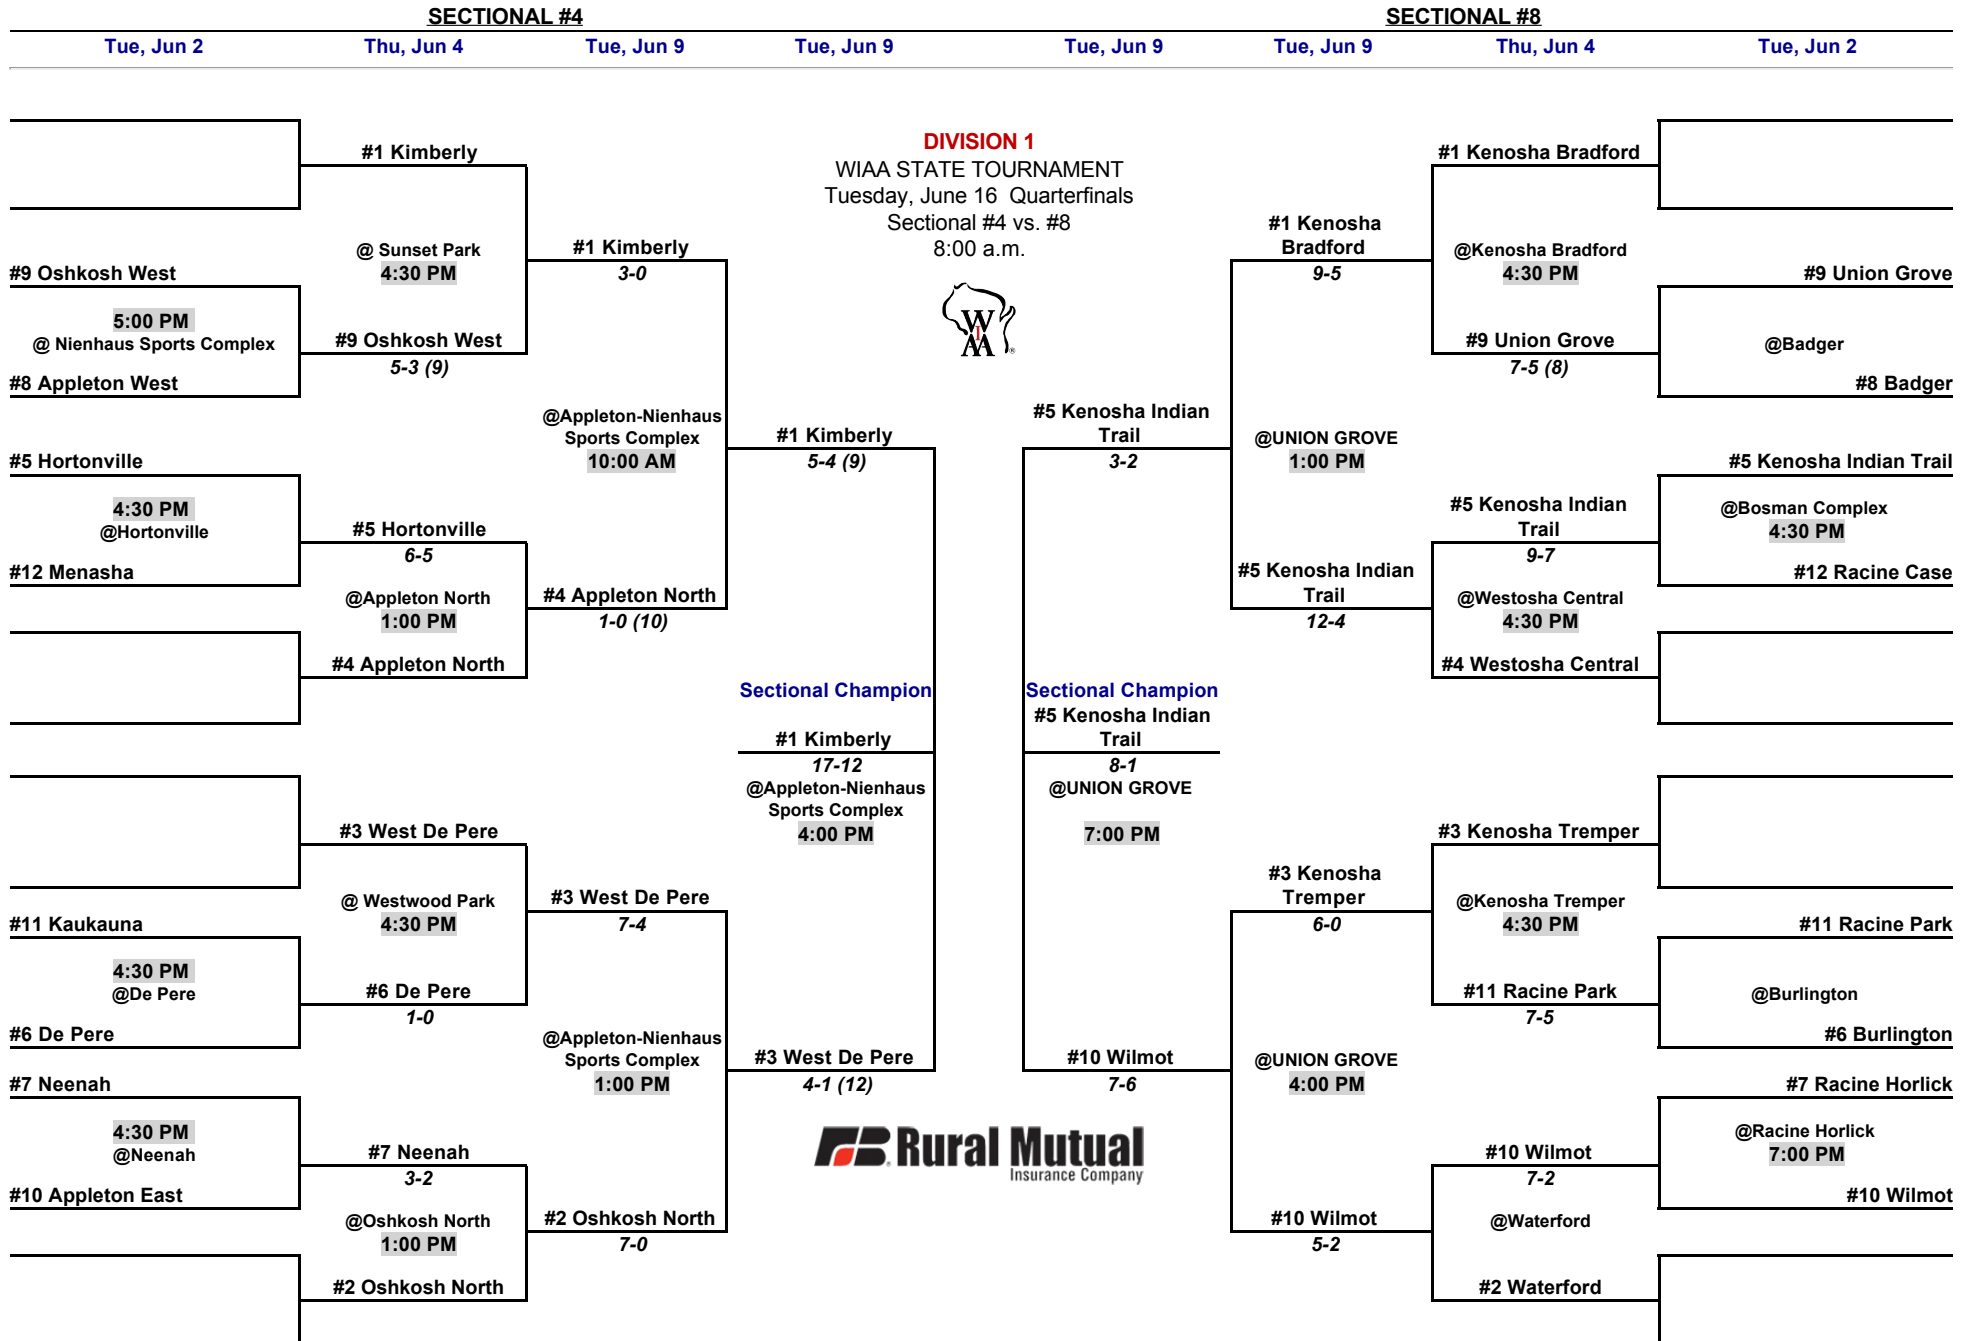 SECTIONAL #4
SECTIONAL #8
Tue, Jun 2
Thu, Jun 4
Tue, Jun 9
Tue, Jun 9
Tue, Jun 9
Tue, Jun 9
Thu, Jun 4
Tue, Jun 2
DIVISION 1
WIAA STATE TOURNAMENT
Tuesday, June 16 Quarterfinals
Sectional #4 vs. #8
8:00 a.m.
W
I
AA
®
#9 Oshkosh West
5:00 PM
@ Nienhaus Sports Complex
#8 Appleton West
#5 Hortonville
4:30 PM
@Hortonville
#12 Menasha
#11 Kaukauna
4:30 PM
@De Pere
#6 De Pere
#7 Neenah
4:30 PM
@Neenah
#10 Appleton East
#1 Kimberly
@ Sunset Park
4:30 PM
#9 Oshkosh West
5-3 (9)
#5 Hortonville
6-5
@Appleton North
1:00 PM
#4 Appleton North
#3 West De Pere
@ Westwood Park
4:30 PM
#6 De Pere
1-0
#7 Neenah
3-2
@Oshkosh North
1:00 PM
#2 Oshkosh North
#1 Kimberly
3-0
@Appleton-Nienhaus
Sports Complex
10:00 AM
#4 Appleton North
1-0 (10)
#3 West De Pere
7-4
@Appleton-Nienhaus
Sports Complex
1:00 PM
#2 Oshkosh North
7-0
#1 Kimberly
5-4 (9)
Sectional Champion
#1 Kimberly
17-12
@Appleton-Nienhaus
Sports Complex
4:00 PM
#3 West De Pere
4-1 (12)
#5 Kenosha Indian
Trail
3-2
Sectional Champion
#5 Kenosha Indian
Trail
8-1
@UNION GROVE
7:00 PM
#10 Wilmot
7-6
#1 Kenosha
Bradford
9-5
@UNION GROVE
1:00 PM
#5 Kenosha Indian
Trail
12-4
#3 Kenosha
Tremper
6-0
@UNION GROVE
4:00 PM
#10 Wilmot
5-2
#1 Kenosha Bradford
@Kenosha Bradford
4:30 PM
#9 Union Grove
7-5 (8)
#5 Kenosha Indian
Trail
9-7
@Westosha Central
4:30 PM
#4 Westosha Central
#3 Kenosha Tremper
@Kenosha Tremper
4:30 PM
#11 Racine Park
7-5
#10 Wilmot
7-2
@Waterford
#2 Waterford
#9 Union Grove
@Badger
#8 Badger
#5 Kenosha Indian Trail
@Bosman Complex
4:30 PM
#12 Racine Case
#11 Racine Park
@Burlington
#6 Burlington
#7 Racine Horlick
@Racine Horlick
7:00 PM
#10 Wilmot
Rural Mutual
Insurance Company